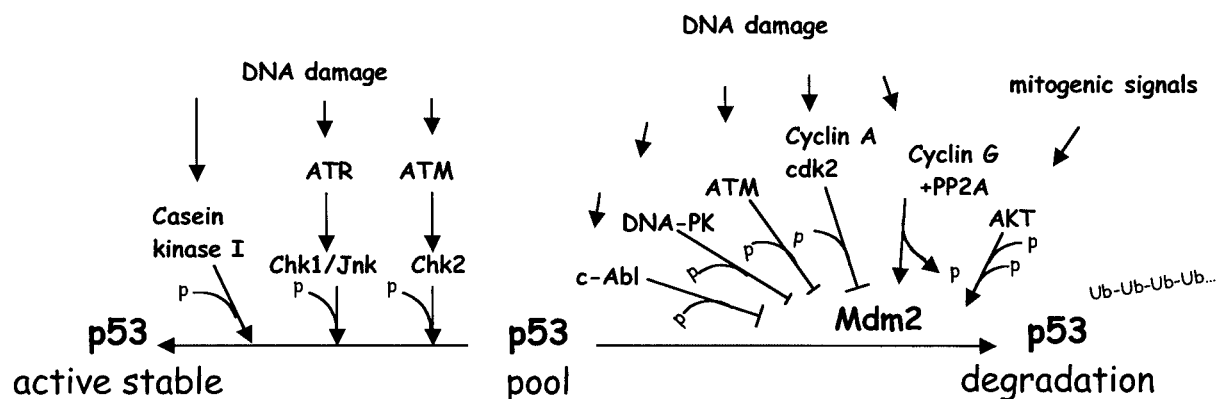 DNA damage
DNA damage
mitogenic signals
ATR
ATM
Casein
kinase I
Chk1/Jnk
Chk2
p
p
p
Cyclin A
cdk2
Cyclin G
+PP2A
ATM
DNA-PK
c-Abl
AKT
p
p
p
p
p
p
p
Mdm2
Ub-Ub-Ub-Ub...
p53
p53
p53
active stable
pool
degradation